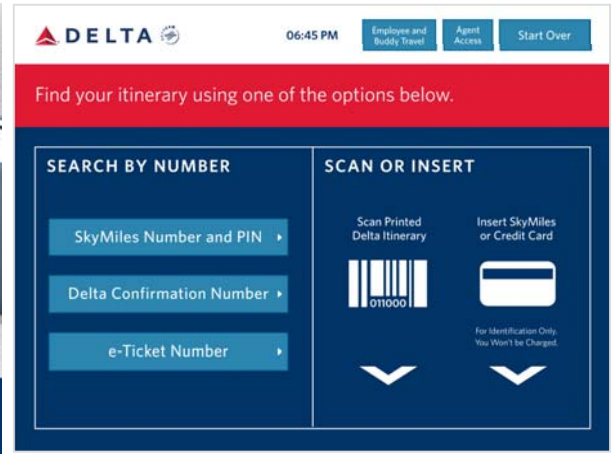 DELTA
06:45 PM
Employee and
Buddy Travel
Agent
Access
Start Over
Find your itinerary using one of the options below.
SEARCH BY NUMBER
SkyMiles Number and PIN
Delta Confirmation Number
e-Ticket Number
SCAN OR INSERT
Scan Printed
Delta Itinerary
011000
Insert SkyMiles
or Credit Card
For Identification Only.
You Won't be Charged.